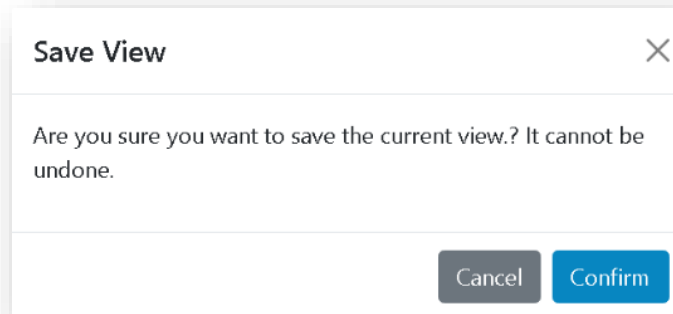 Save View
Are you sure you want to save the current view.? It cannot be
undone.
Cancel
Confirm